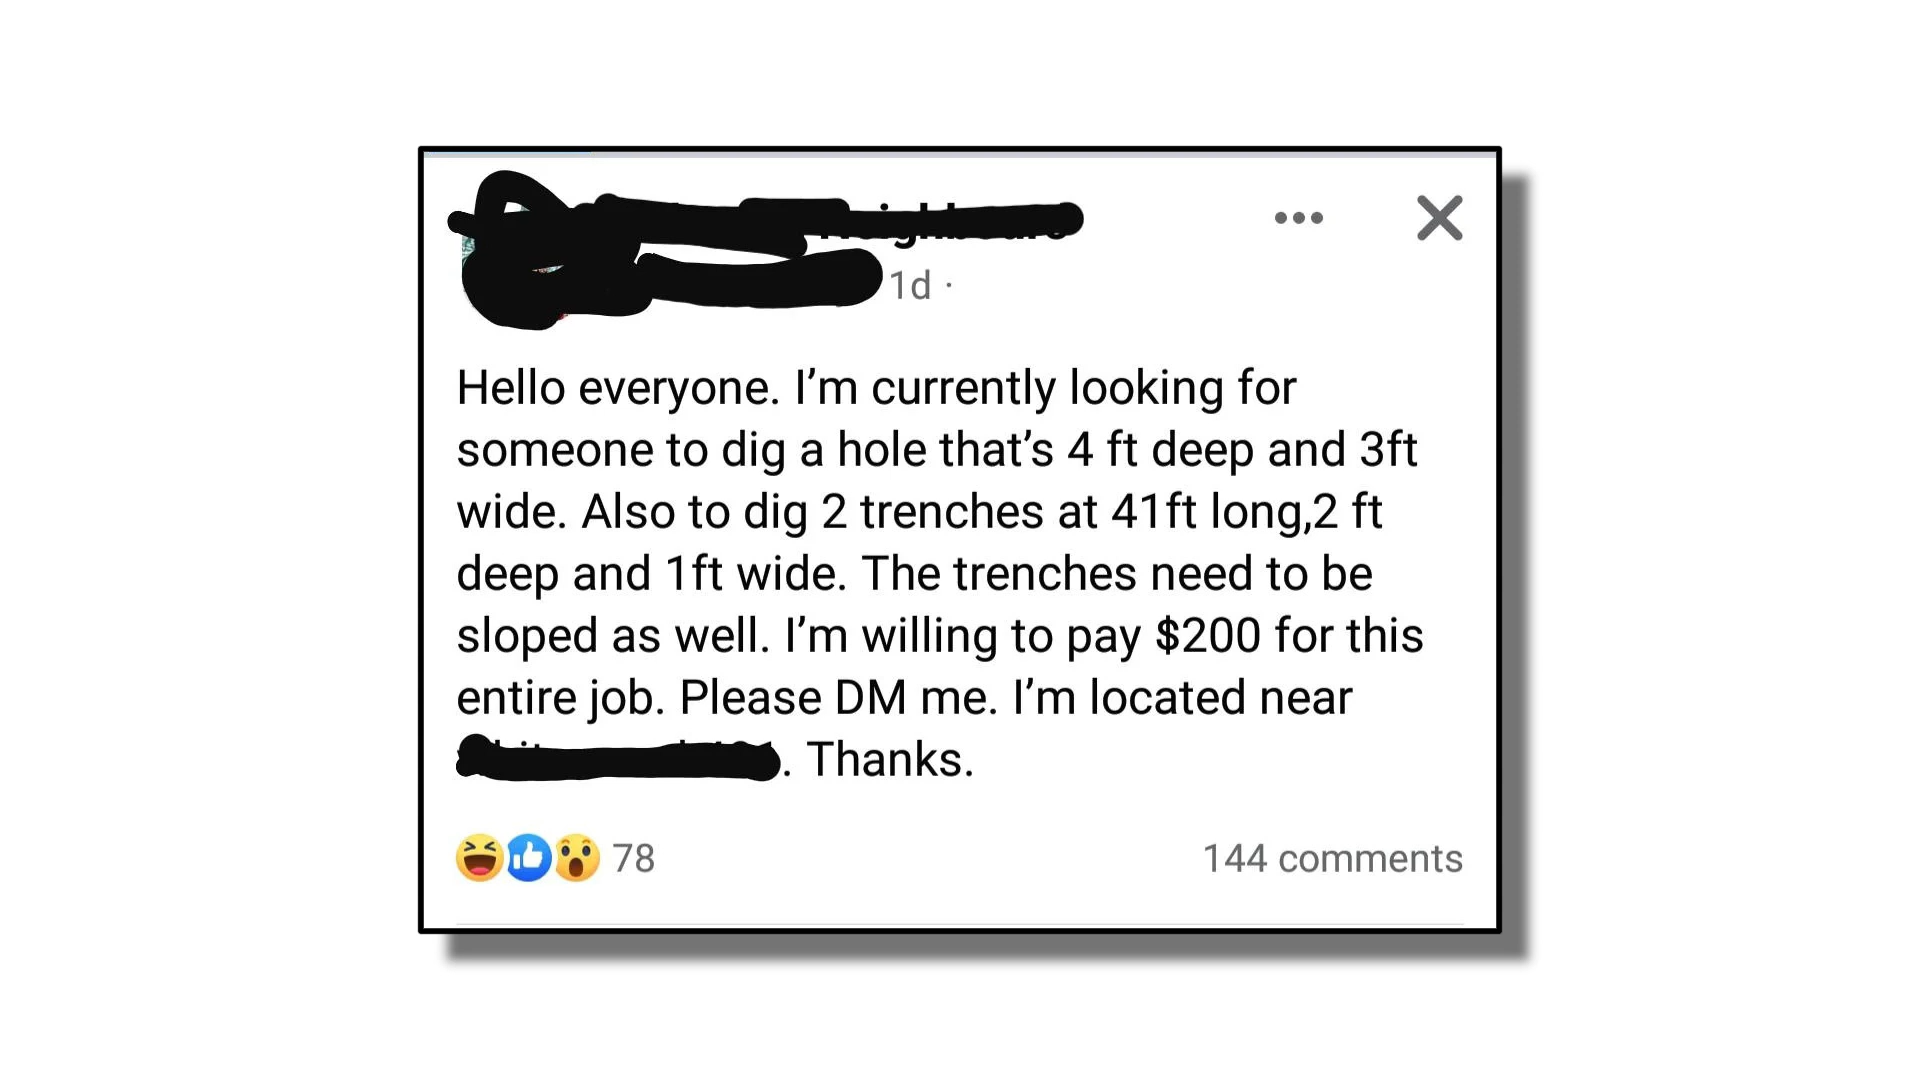 1d ·
Hello everyone. I’m currently looking for
someone to dig a hole that’s 4 ft deep and 3ft
wide. Also to dig 2 trenches at 41ft long,2 ft
deep and 1ft wide. The trenches need to be
sloped as well. I’m willing to pay $200 for this
entire job. Please DM me. I’m located near
. Thanks.
78 144 comments